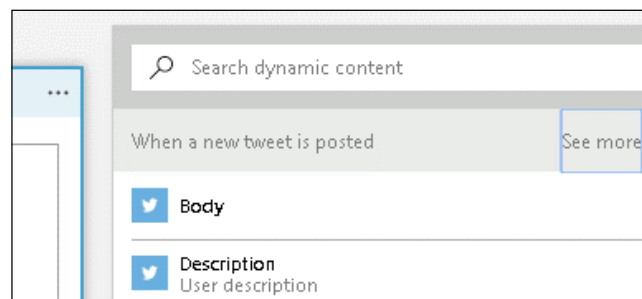 Search dynamic content
When a new tweet is posted See more
Body
Description
User description